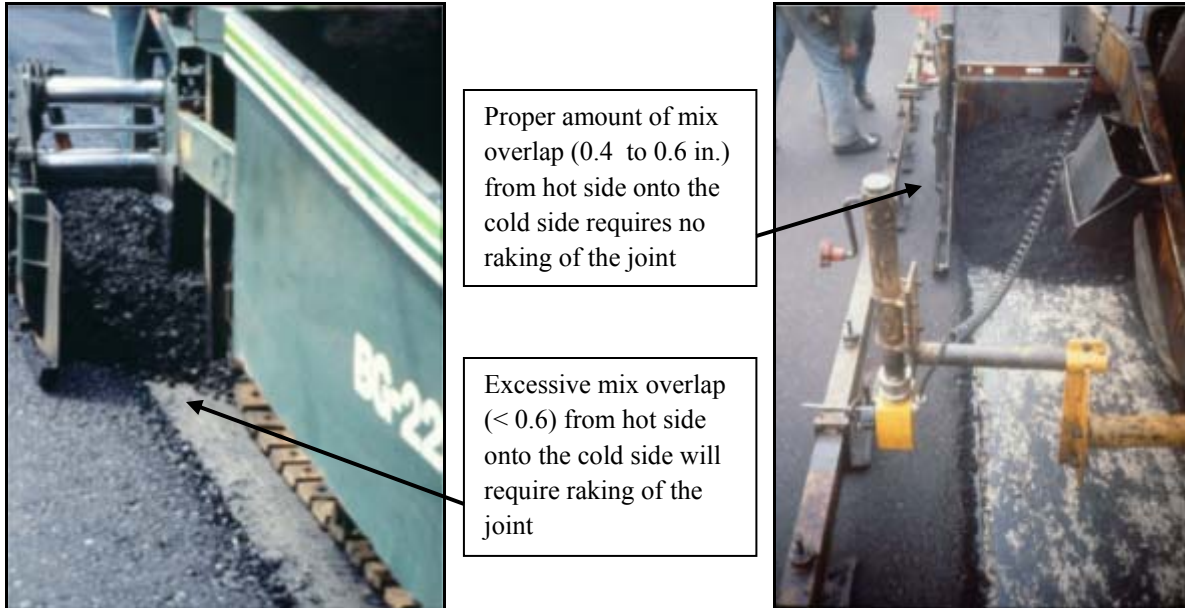 Proper amount of mix
overlap (0.4 to 0.6 in.)
from hot side onto the
cold side requires no
raking of the joint
Excessive mix overlap
(< 0.6) from hot side
onto the cold side will
require raking of the
joint
BG-22